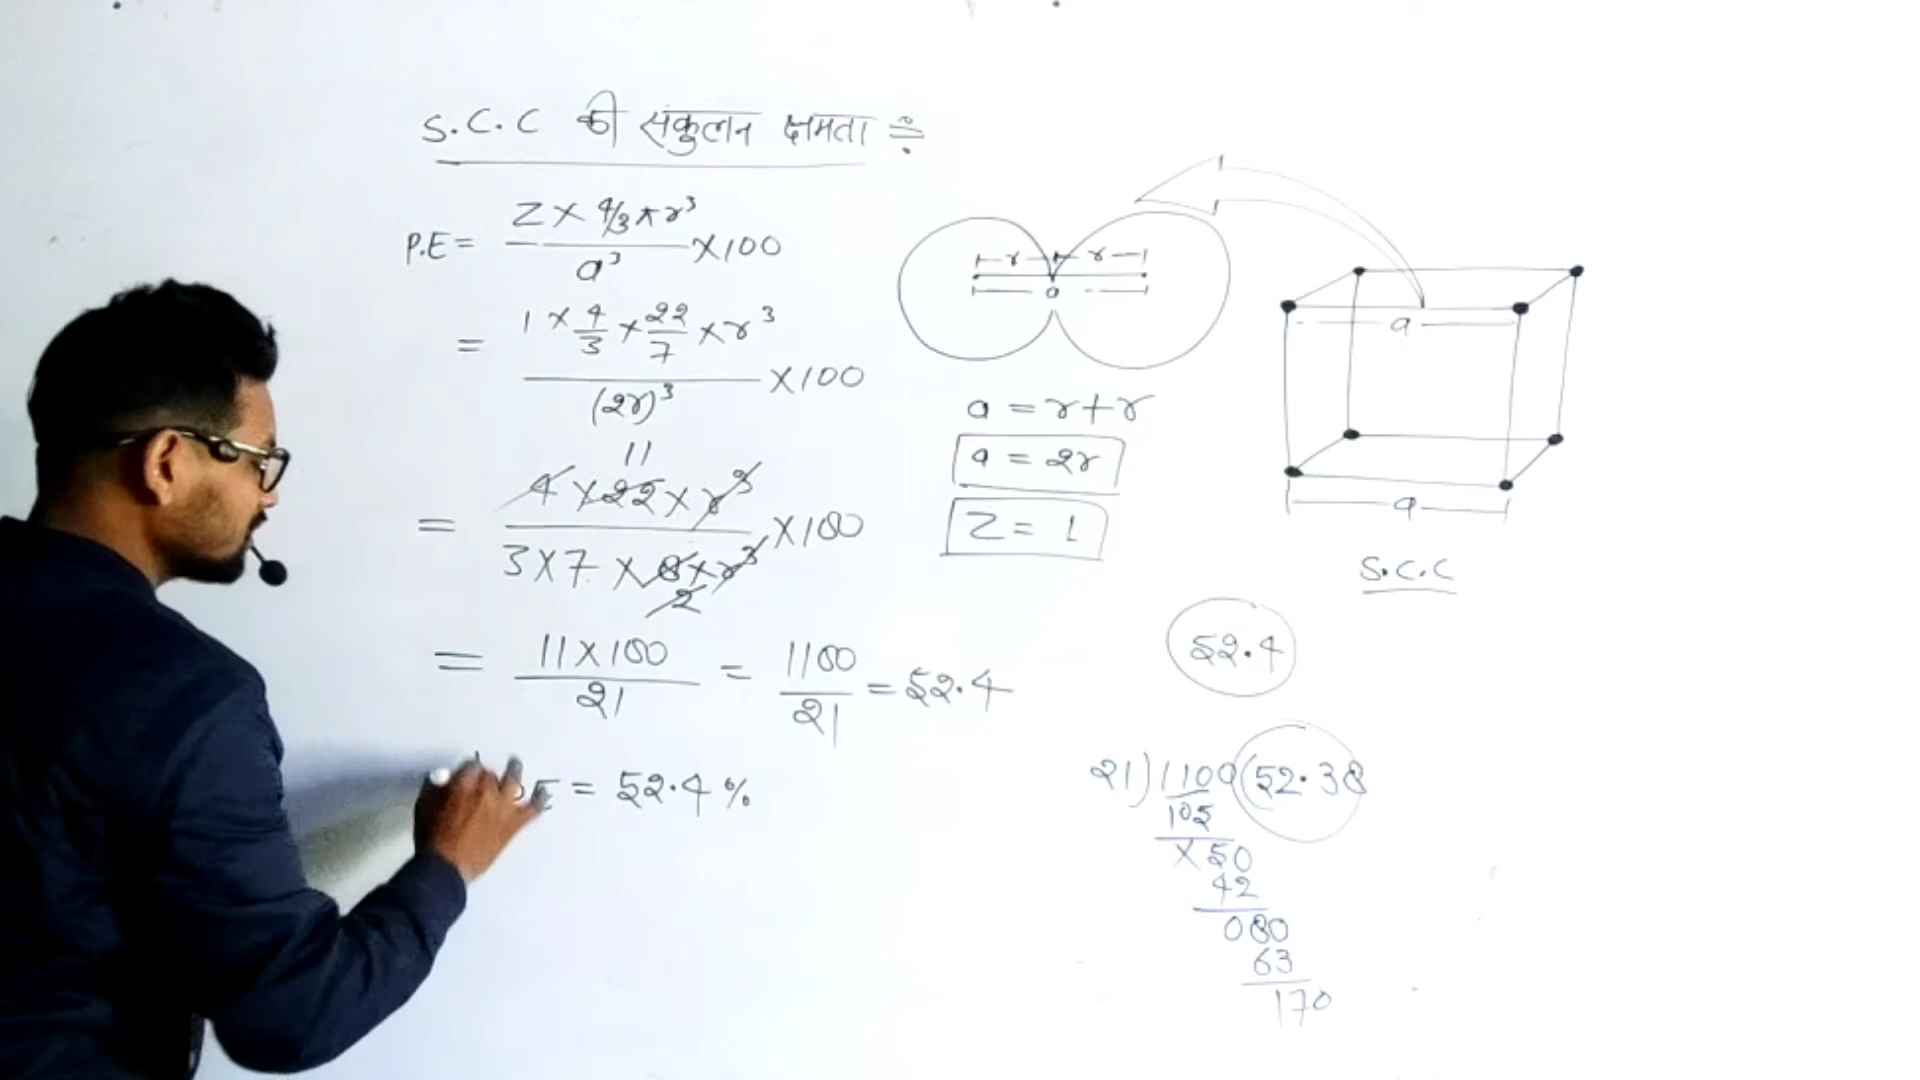 S.C.C की संकुलन क्षमता ÷
P.E = Z × 4/3 π r³ / a³ × 100
= 1 × 4/3 × 22/7 × r³ / (2r)³ × 100
11
= 4 × 22 × r³ / 3 × 7 × 8 × r³ × 100
2
= 11 × 100 / 21 = 1100 / 21 = 52.4
E = 52.4 %
r r
a
a = r + r
a = 2r
Z = 1
a
a
S.C.C
52.4
21) 1100 (52.38
105
× 50
42
080
63
170